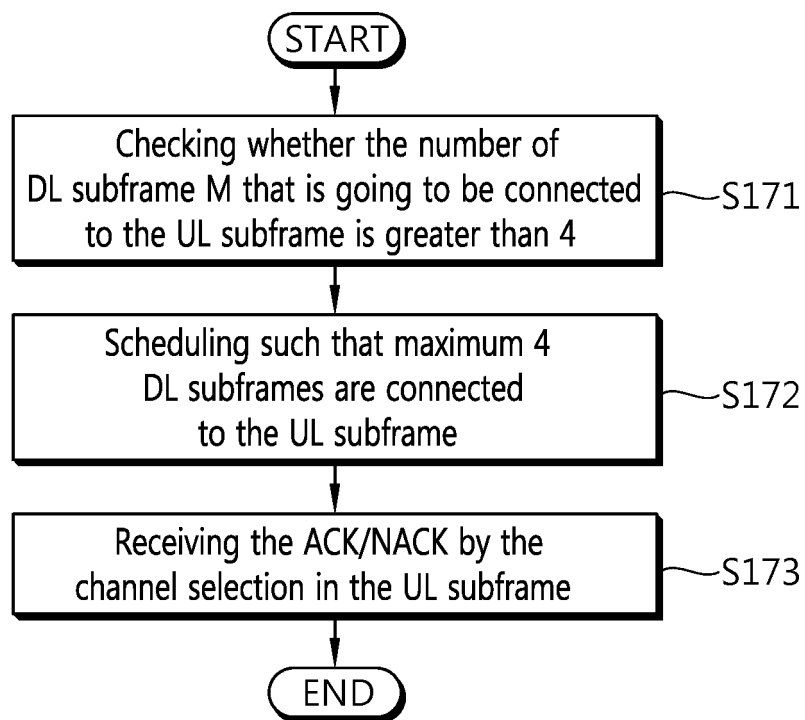 START
Checking whether the number of
DL subframe M that is going to be connected
to the UL subframe is greater than 4
S171
Scheduling such that maximum 4
DL subframes are connected
to the UL subframe
S172
Receiving the ACK/NACK by the
channel selection in the UL subframe
S173
END